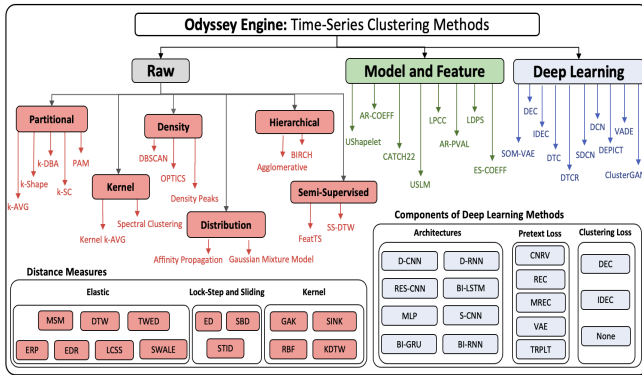 Odyssey Engine: Time-Series Clustering Methods
Raw
Model and Feature
Deep Learning
Partitional
k-AVG
k-Shape
k-DBA
k-SC
PAM
Kernel
Kernel k-AVG
Spectral Clustering
Density
DBSCAN
OPTICS
Density Peaks
Distribution
Affinity Propagation
Gaussian Mixture Model
Hierarchical
Agglomerative
BIRCH
Semi-Supervised
FeatTS
SS-DTW
UShapelet
AR-COEFF
CATCH22
USLM
LPCC
AR-PVAL
LDPS
ES-COEFF
SOM-VAE
DEC
IDEC
DTC
DTCR
SDCN
DCN
DEPICT
VADE
ClusterGAN
Distance Measures
Elastic
MSM
DTW
TWED
ERP
EDR
LCSS
SWALE
Lock-Step and Sliding
ED
SBD
STID
Kernel
GAK
SINK
RBF
KDTW
Components of Deep Learning Methods
Architectures
D-CNN
D-RNN
RES-CNN
BI-LSTM
MLP
S-CNN
BI-GRU
BI-RNN
Pretext Loss
CNRV
REC
MREC
VAE
TRPLT
Clustering Loss
DEC
IDEC
None